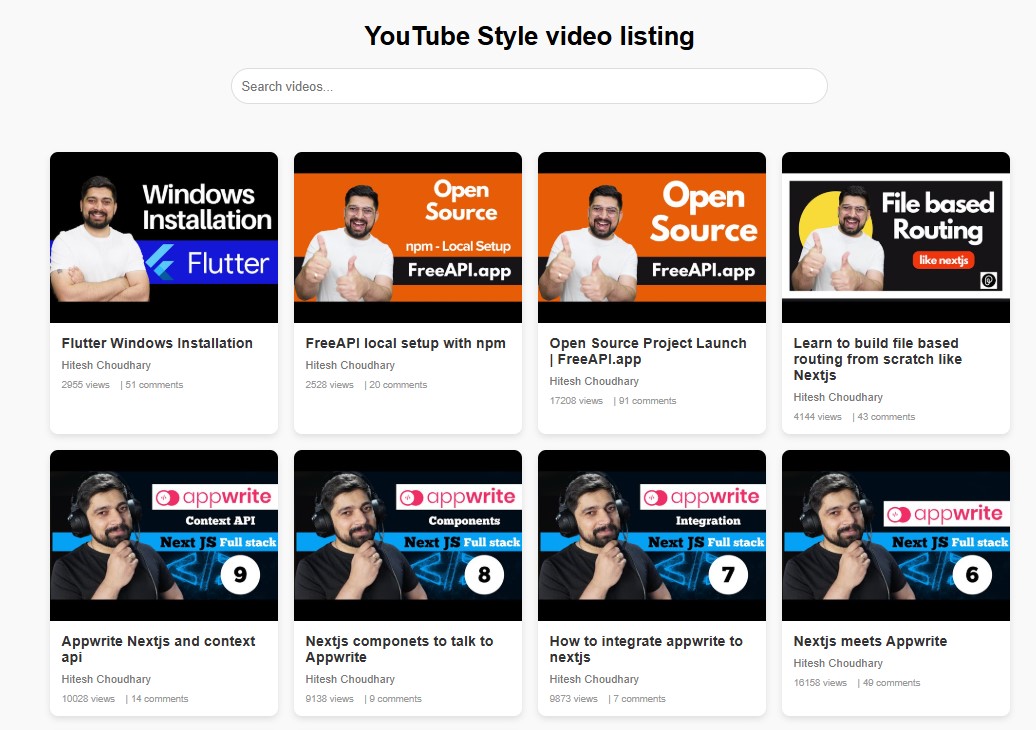 YouTube Style video listing
Search videos...
Windows
Installation
Flutter
Open
Source
npm - Local Setup
FreeAPI.app
Open
Source
FreeAPI.app
File based
Routing
like nextjs
Flutter Windows Installation
Hitesh Choudhary
2955 views | 51 comments
FreeAPI local setup with npm
Hitesh Choudhary
2528 views | 20 comments
Open Source Project Launch
| FreeAPI.app
Hitesh Choudhary
17208 views | 91 comments
Learn to build file based
routing from scratch like
Nextjs
Hitesh Choudhary
4144 views | 43 comments
appwrite
Context API
Next JS Full stack
9
appwrite
Components
Next JS Full stack
8
appwrite
Integration
Next JS Full stack
7
appwrite
Next JS Full stack
6
Appwrite Nextjs and context
api
Hitesh Choudhary
10028 views | 14 comments
Nextjs componets to talk to
Appwrite
Hitesh Choudhary
9138 views | 9 comments
How to integrate appwrite to
nextjs
Hitesh Choudhary
9873 views | 7 comments
Nextjs meets Appwrite
Hitesh Choudhary
16158 views | 49 comments